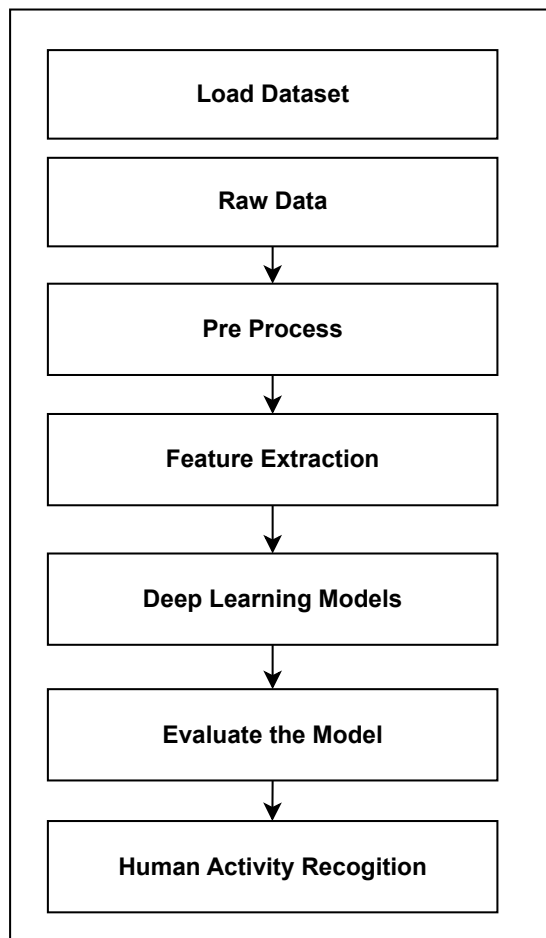 Load Dataset
Raw Data
Pre Process
Feature Extraction
Deep Learning Models
Evaluate the Model
Human Activity Recogition